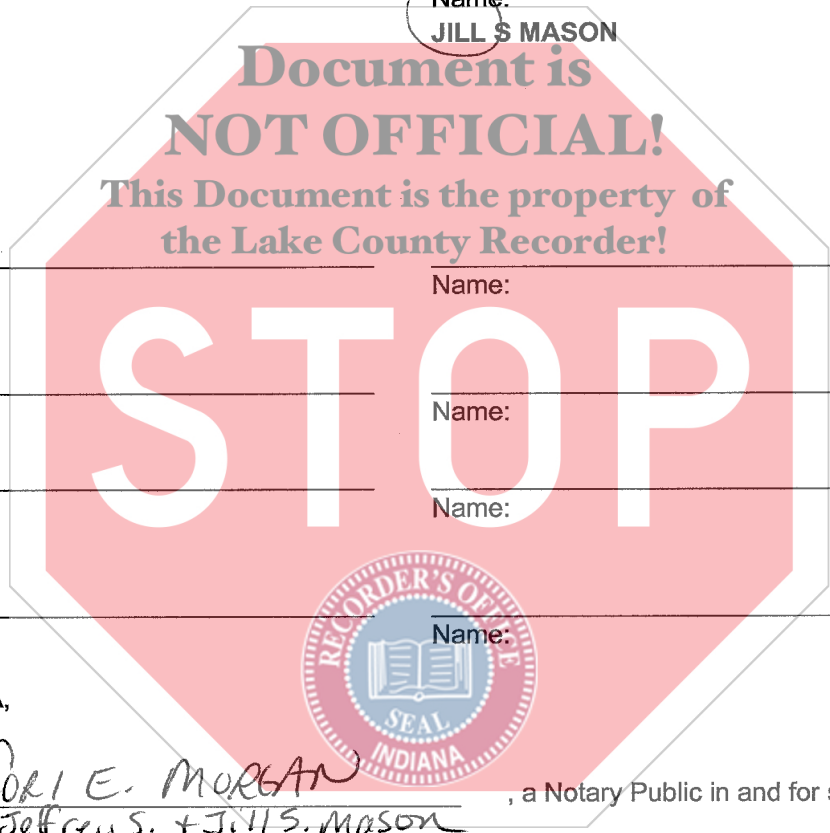 Name:
JILL S MASON
Document is
NOT OFFICIAL!
This Document is the property of
the Lake County Recorder!
Name:
STOP
Name:
Name:
RECORDER'S OFFICE
Name:
SEAL
INDIANA
ORI E. MORGAN , a Notary Public in and for s
Jeffrey S. + Jill S. Mason